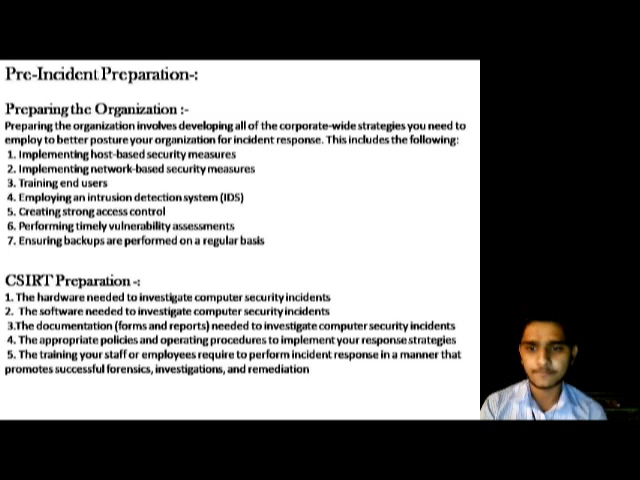 Pre-Incident Preparation-:
Preparing the Organization :-
Preparing the organization involves developing all of the corporate-wide strategies you need to
employ to better posture your organization for incident response. This includes the following:
1. Implementing host-based security measures
2. Implementing network-based security measures
3. Training end users
4. Employing an intrusion detection system (IDS)
5. Creating strong access control
6. Performing timely vulnerability assessments
7. Ensuring backups are performed on a regular basis
CSIRT Preparation -:
1. The hardware needed to investigate computer security incidents
2. The software needed to investigate computer security incidents
3.The documentation (forms and reports) needed to investigate computer security incidents
4. The appropriate policies and operating procedures to implement your response strategies
5. The training your staff or employees require to perform incident response in a manner that
promotes successful forensics, investigations, and remediation